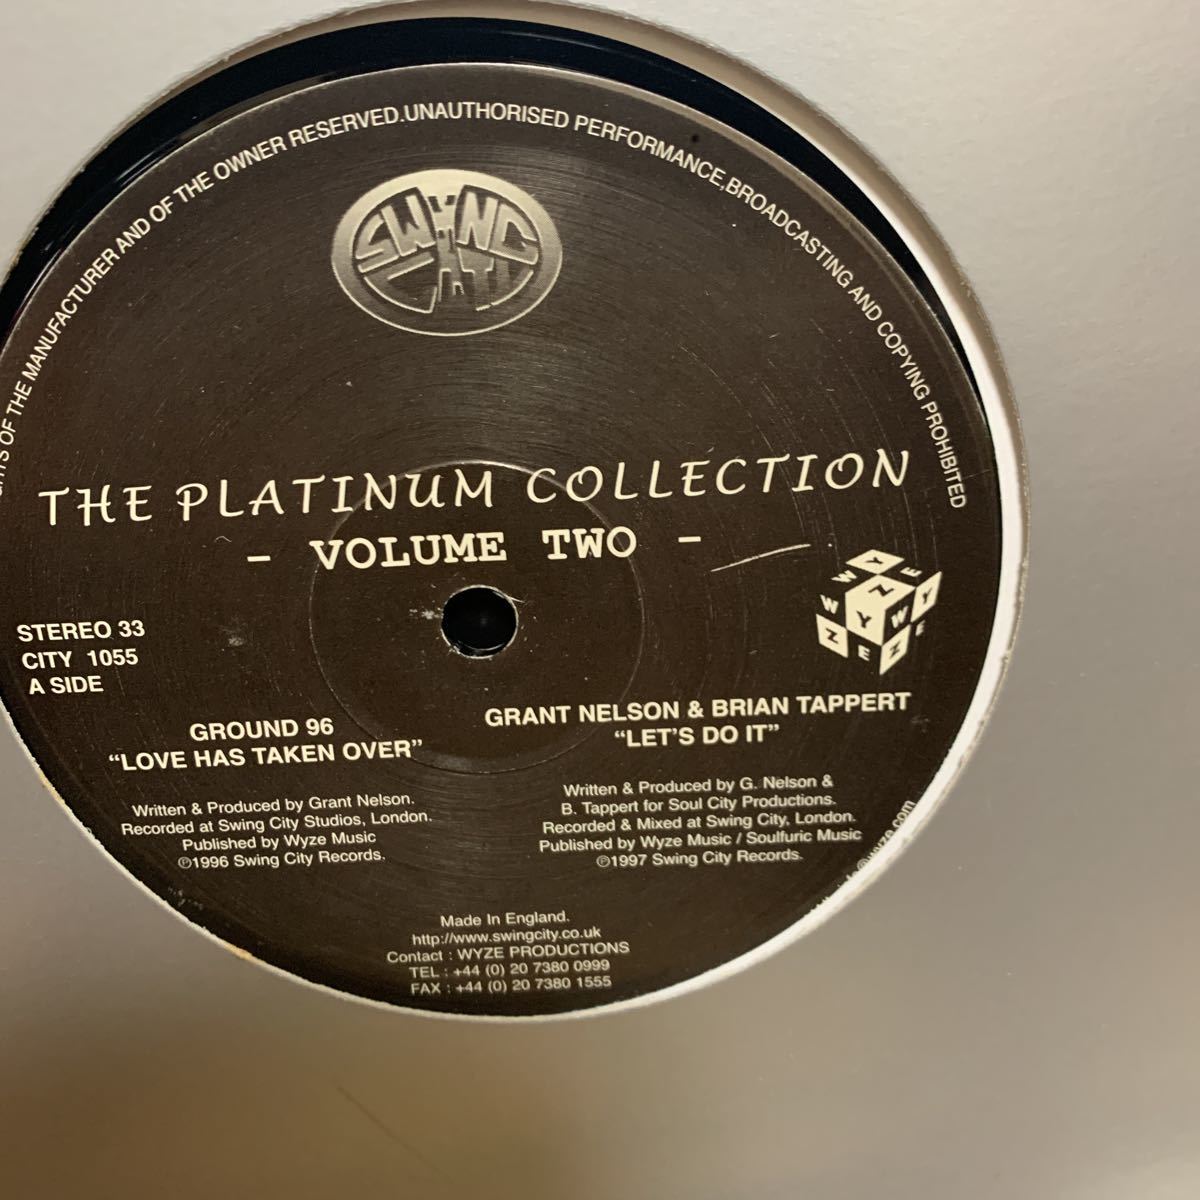 OF THE MANUFACTURER AND OF THE OWNER RESERVED.UNAUTHORISED PERFORMANCE,BROADCASTING AND COPYING PROHIBITED
SWING
CITY
THE PLATINUM COLLECTION
- VOLUME TWO -
WYZE
STEREO 33
CITY 1055
A SIDE
GROUND 96
“LOVE HAS TAKEN OVER”
Written & Produced by Grant Nelson.
Recorded at Swing City Studios, London.
Published by Wyze Music
℗1996 Swing City Records.
GRANT NELSON & BRIAN TAPPERT
“LET'S DO IT”
Written & Produced by G. Nelson &
B. Tappert for Soul City Productions.
Recorded & Mixed at Swing City, London.
Published by Wyze Music / Soulfuric Music
℗1997 Swing City Records.
Made In England.
http://www.swingcity.co.uk
Contact : WYZE PRODUCTIONS
TEL : +44 (0) 20 7380 0999
FAX : +44 (0) 20 7380 1555